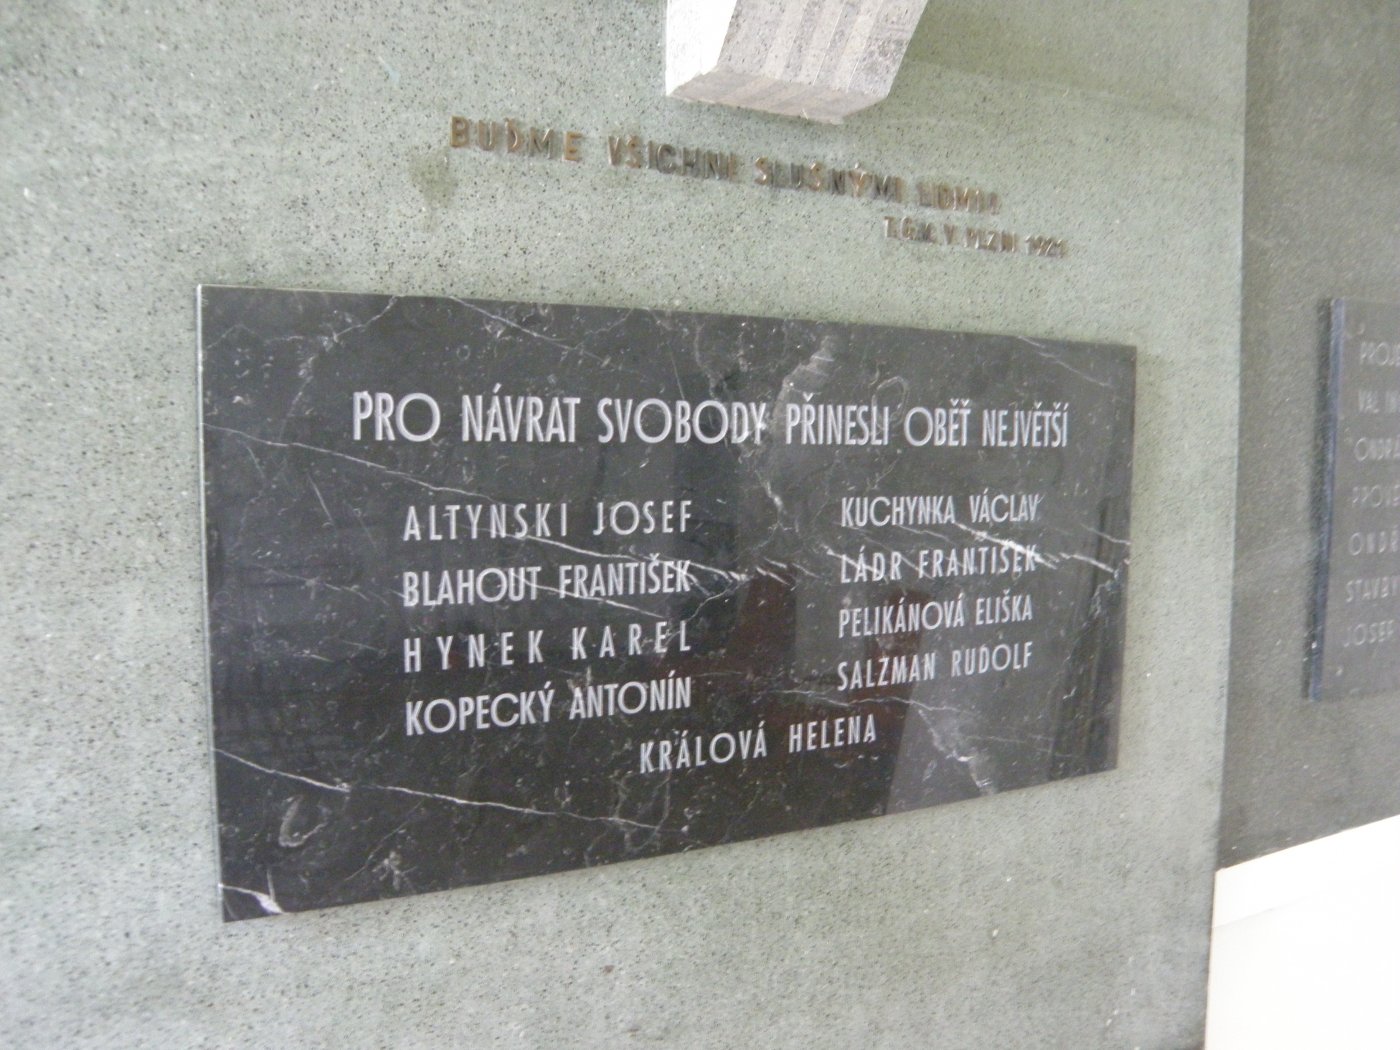 BUĎME VŠICHNI SLUŠNÝMI LIDMI!
T.G.M. V PLZNI
PRO NÁVRAT SVOBODY PŘINESLI OBĚŤ NEJVĚTŠÍ
ALTYNSKI JOSEF
BLAHOUT FRANTIŠEK
HYNEK KAREL
KOPECKÝ ANTONÍN
KUCHYNKA VÁCLAV
LÁDR FRANTIŠEK
PELIKÁNOVÁ ELIŠKA
SALZMAN RUDOLF
KRÁLOVÁ HELENA